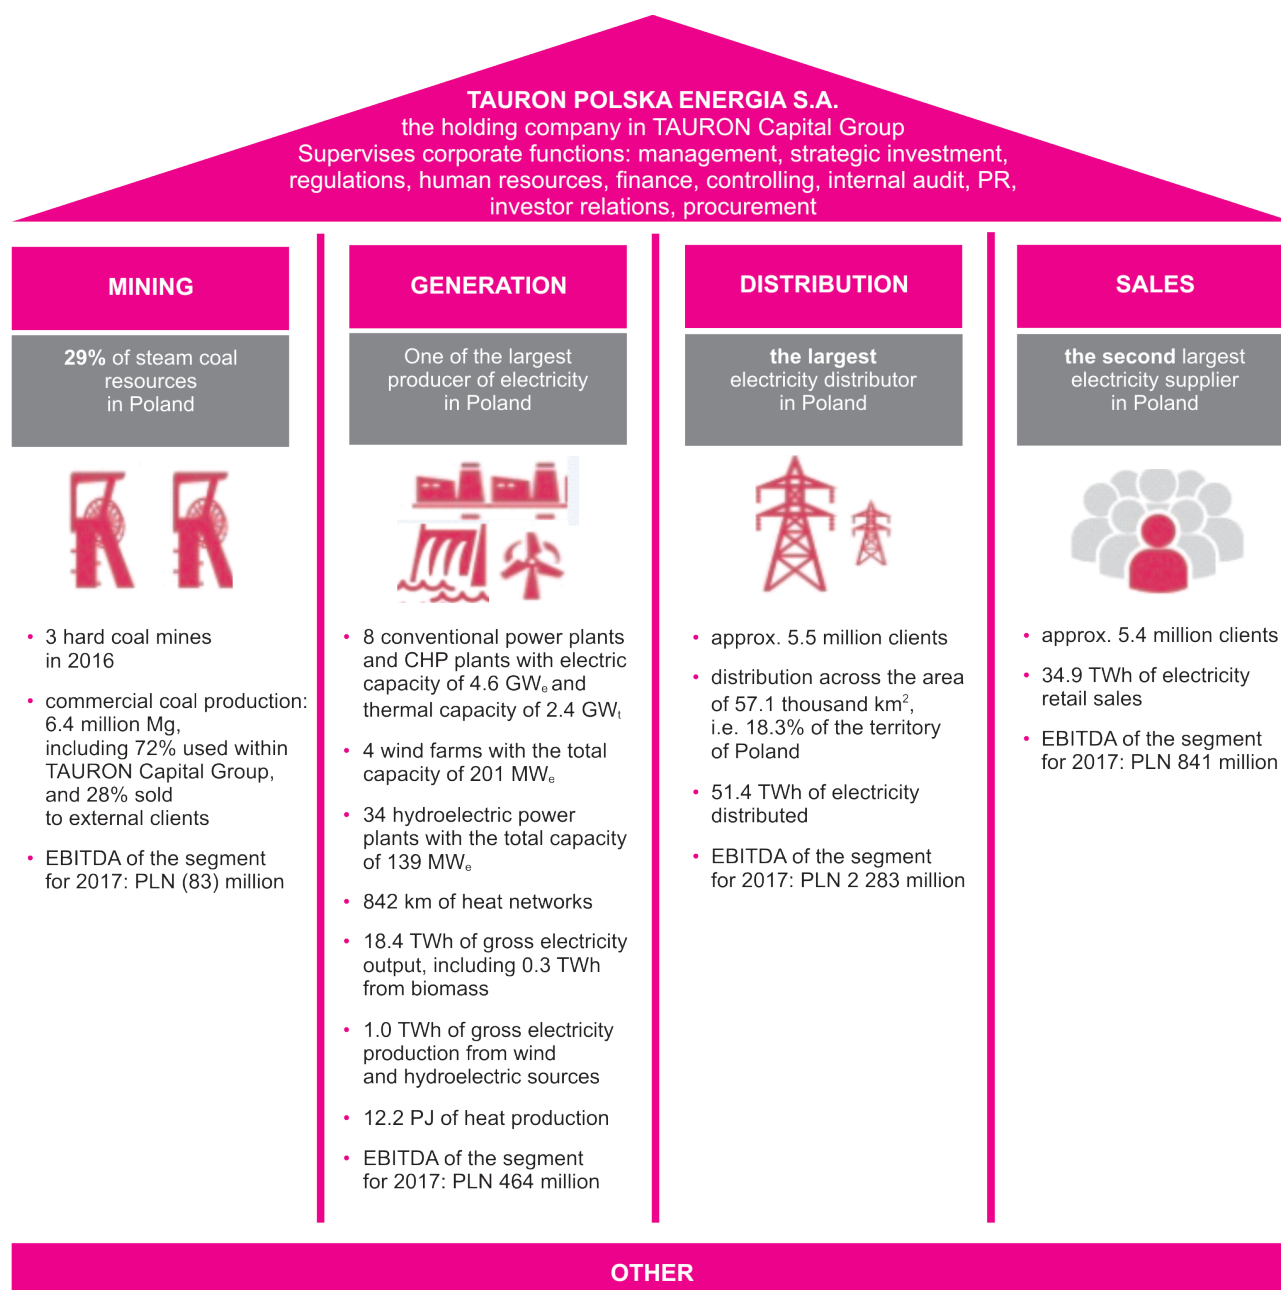 TAURON POLSKA ENERGIA S.A.
the holding company in TAURON Capital Group
Supervises corporate functions: management, strategic investment,
regulations, human resources, finance, controlling, internal audit, PR,
investor relations, procurement
MINING
29% of steam coal
resources
in Poland
• 3 hard coal mines
in 2016
• commercial coal production:
6.4 million Mg,
including 72% used within
TAURON Capital Group,
and 28% sold
to external clients
• EBITDA of the segment
for 2017: PLN (83) million
GENERATION
One of the largest
producer of electricity
in Poland
• 8 conventional power plants
and CHP plants with electric
capacity of 4.6 GWₑ and
thermal capacity of 2.4 GWₜ
• 4 wind farms with the total
capacity of 201 MWₑ
• 34 hydroelectric power
plants with the total capacity
of 139 MWₑ
• 842 km of heat networks
• 18.4 TWh of gross electricity
output, including 0.3 TWh
from biomass
• 1.0 TWh of gross electricity
production from wind
and hydroelectric sources
• 12.2 PJ of heat production
• EBITDA of the segment
for 2017: PLN 464 million
DISTRIBUTION
the largest
electricity distributor
in Poland
• approx. 5.5 million clients
• distribution across the area
of 57.1 thousand km²,
i.e. 18.3% of the territory
of Poland
• 51.4 TWh of electricity
distributed
• EBITDA of the segment
for 2017: PLN 2 283 million
SALES
the second largest
electricity supplier
in Poland
• approx. 5.4 million clients
• 34.9 TWh of electricity
retail sales
• EBITDA of the segment
for 2017: PLN 841 million
OTHER